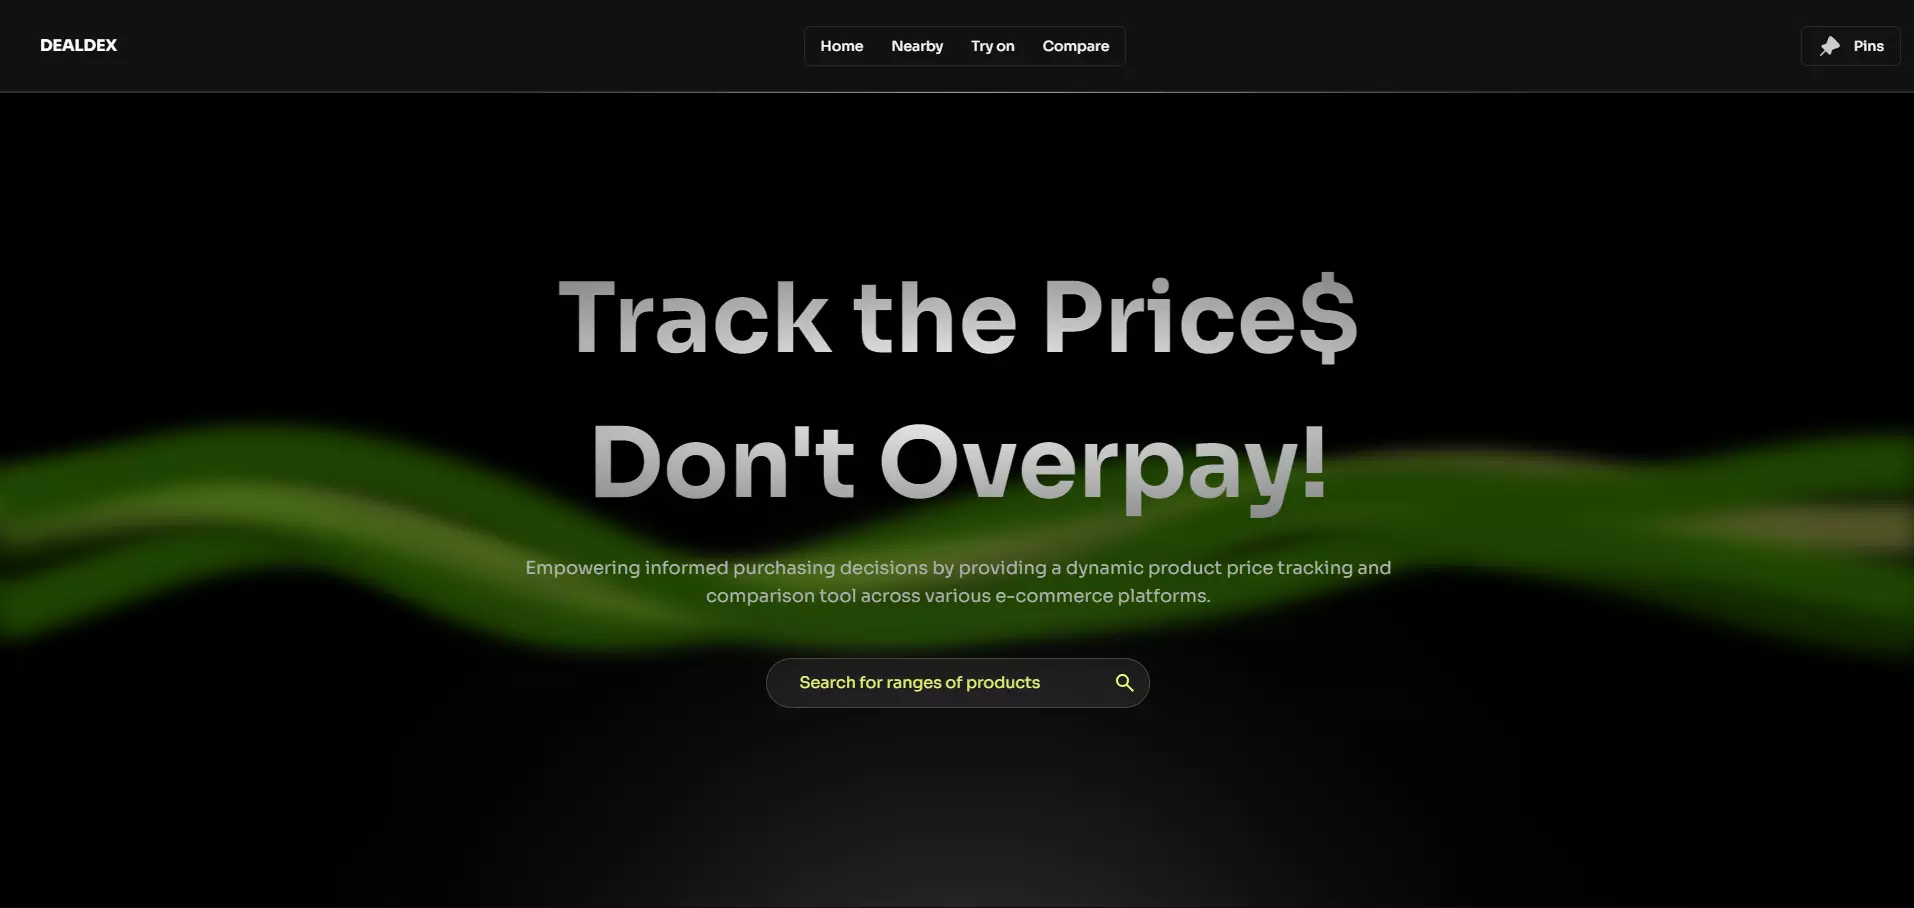 DEALDEX
Home Nearby Try on Compare
Pins
Track the Price$
Don't Overpay!
Empowering informed purchasing decisions by providing a dynamic product price tracking and
comparison tool across various e-commerce platforms.
Search for ranges of products